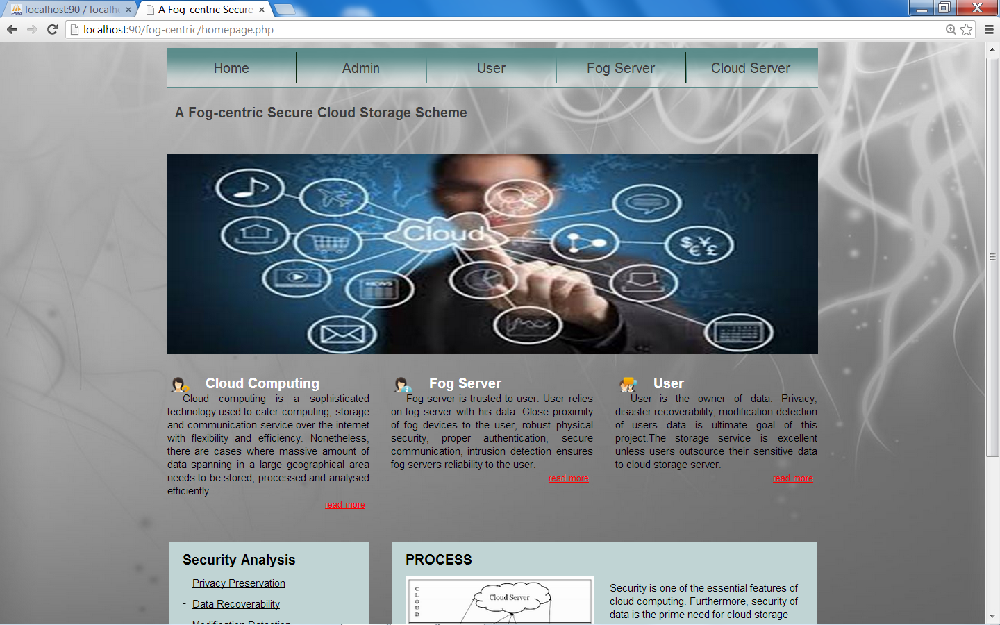 localhost:90 / localh
A Fog-centric Secure
localhost:90/fog-centric/homepage.php
Home Admin User Fog Server Cloud Server
A Fog-centric Secure Cloud Storage Scheme
Cloud
NEWS
$ ¥
€ £
Cloud Computing
Cloud computing is a sophisticated
technology used to cater computing, storage
and communication service over the internet
with flexibility and efficiency. Nonetheless,
there are cases where massive amount of
data spanning in a large geographical area
needs to be stored, processed and analysed
efficiently.
read more
Fog Server
Fog server is trusted to user. User relies
on fog server with his data. Close proximity
of fog devices to the user, robust physical
security, proper authentication, secure
communication, intrusion detection ensures
fog servers reliability to the user.
read more
User
User is the owner of data. Privacy,
disaster recoverability, modification detection
of users data is ultimate goal of this
project.The storage service is excellent
unless users outsource their sensitive data
to cloud storage server.
read more
Security Analysis
- Privacy Preservation
- Data Recoverability
Modification Detection
PROCESS
CLOUD
Cloud Server
Security is one of the essential features of
cloud computing. Furthermore, security of
data is the prime need for cloud storage